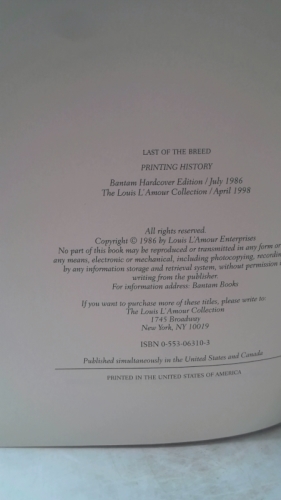 LAST OF THE BREED
PRINTING HISTORY
Bantam Hardcover Edition / July 1986
The Louis L'Amour Collection / April 1998
All rights reserved.
Copyright © 1986 by Louis L'Amour Enterprises
No part of this book may be reproduced or transmitted in any form or
any means, electronic or mechanical, including photocopying, recordin
by any information storage and retrieval system, without permission
writing from the publisher.
For information address: Bantam Books
If you want to purchase more of these titles, please write to
The Louis L'Amour Collection
1745 Broadway
New York, NY 10019
ISBN 0-553-06310-3
Published simultaneously in the United States and Canada
PRINTED IN THE UNITED STATES OF AMERICA